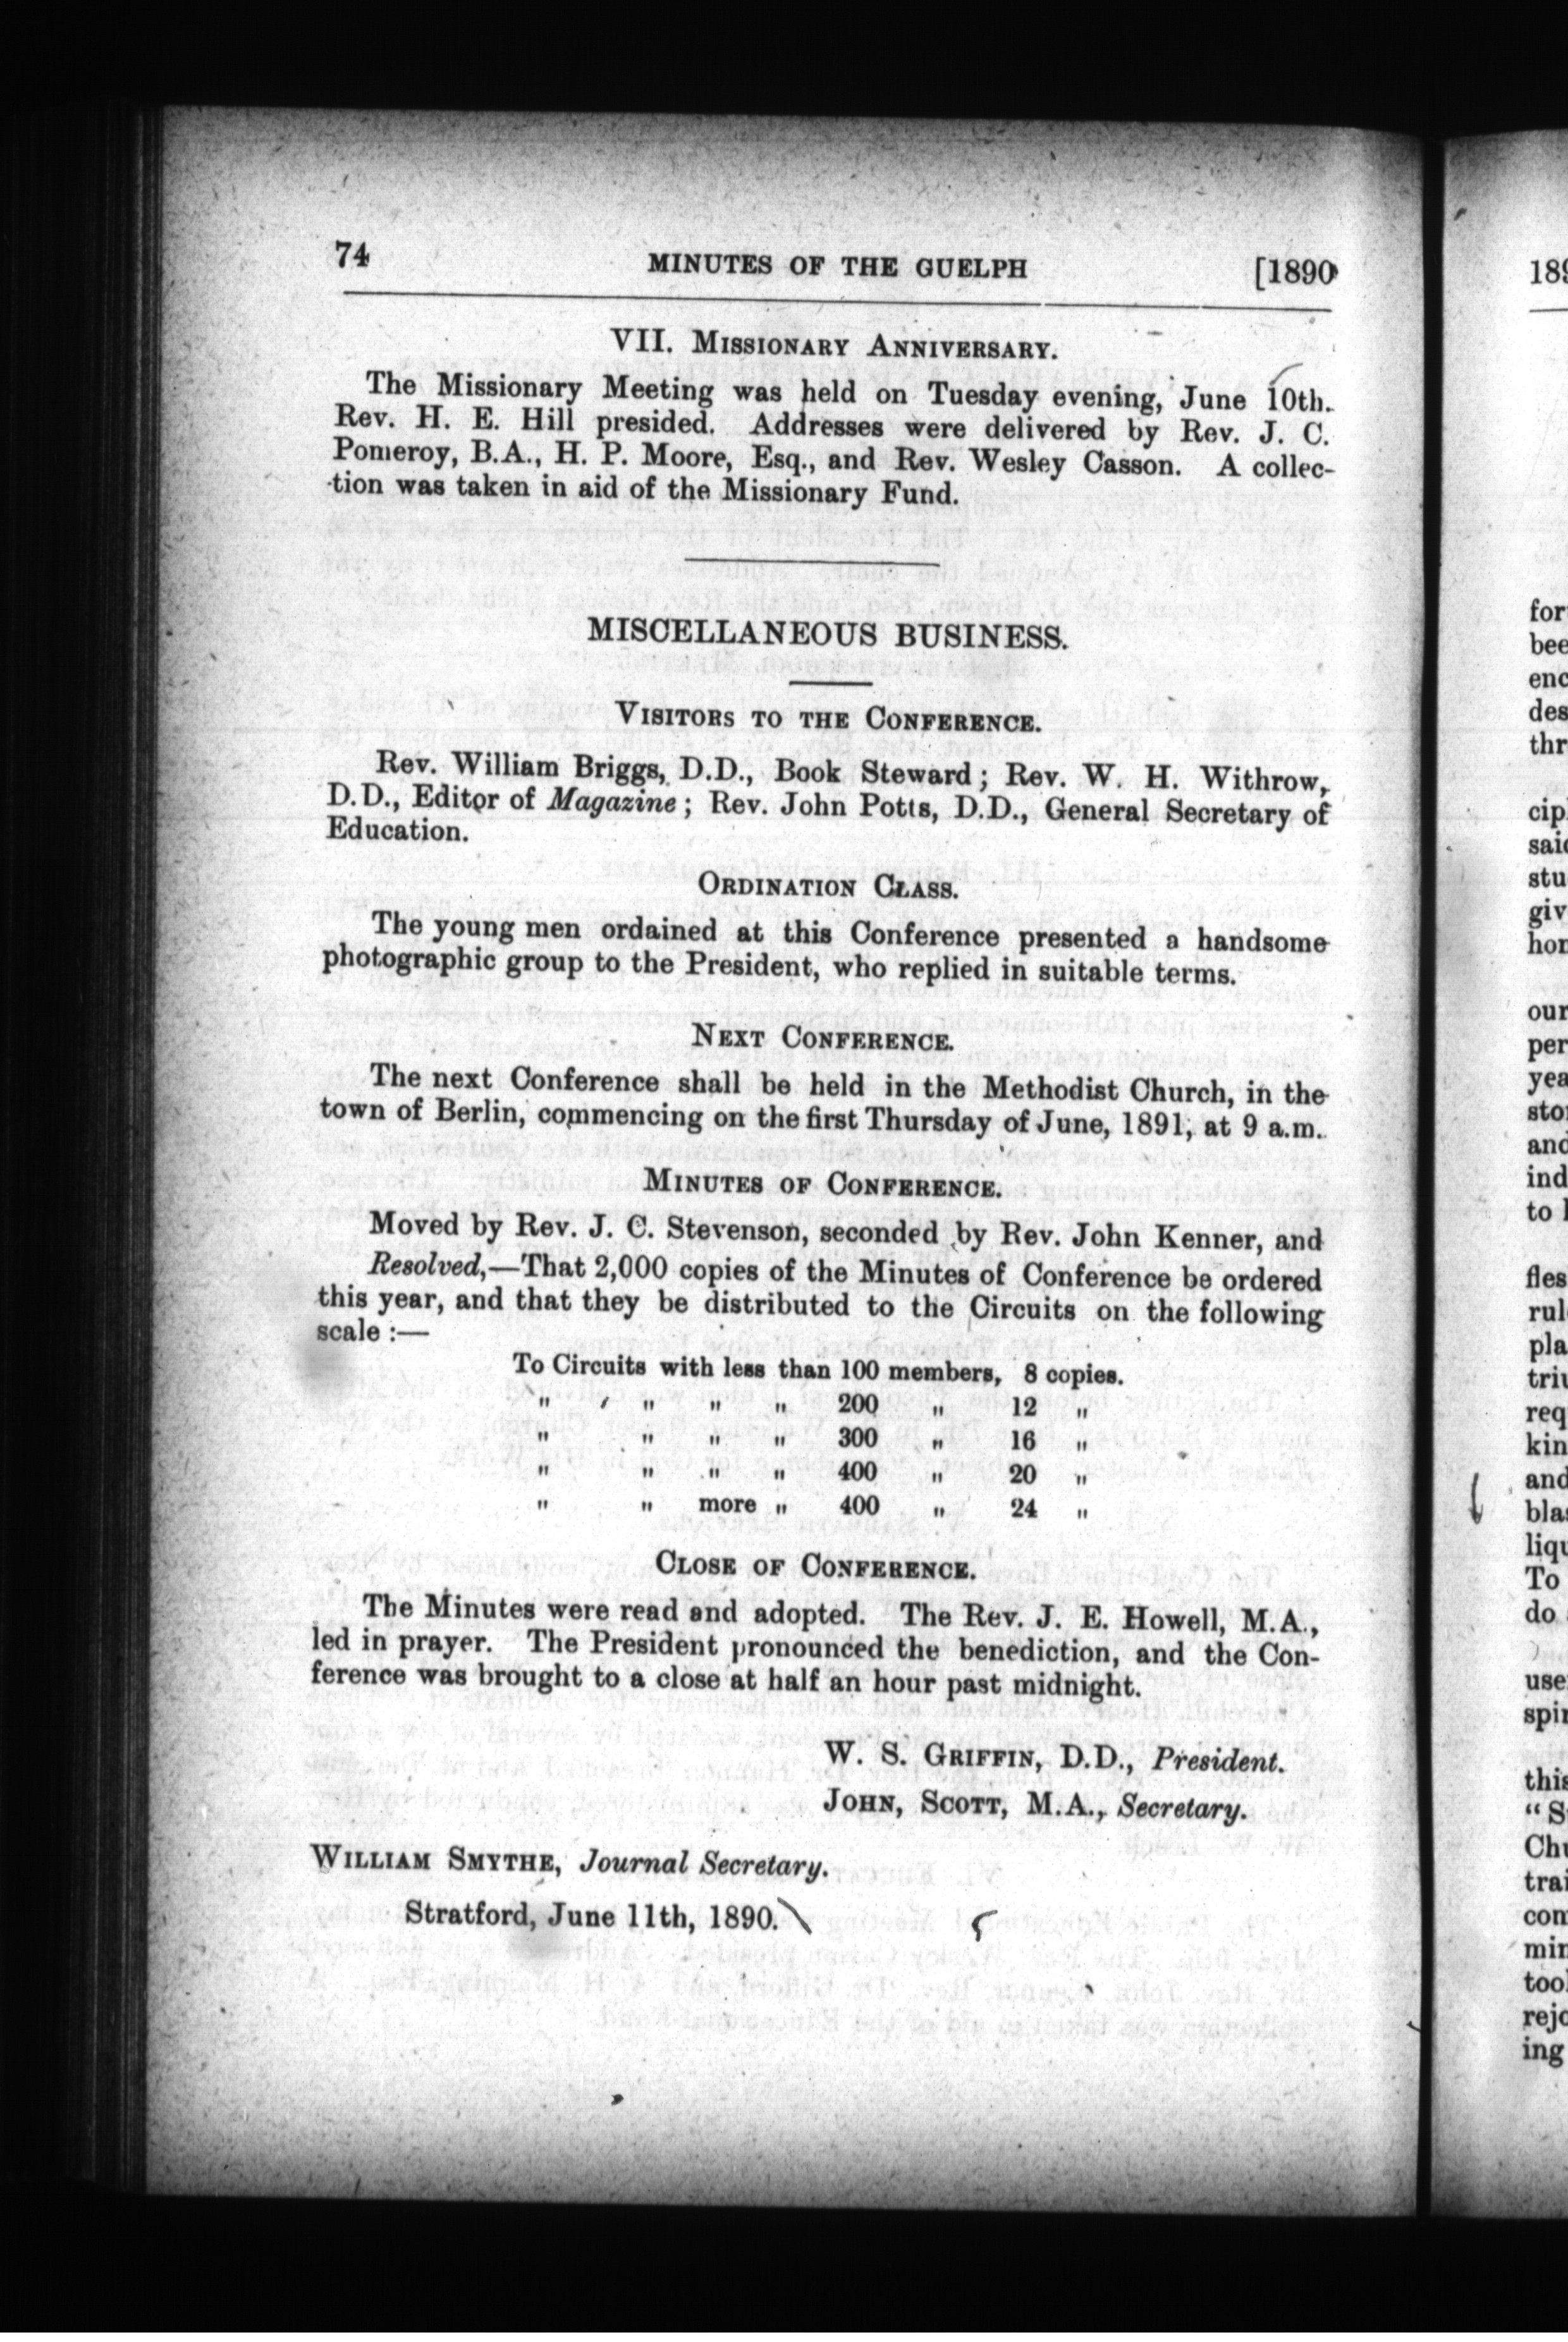 74 MINUTES OF THE GUELPH [1890
VII. MISSIONARY ANNIVERSARY.
The Missionary Meeting was held on Tuesday evening, June 10th.
Rev. H. E. Hill presided. Addresses were delivered by Rev. J. C.
Pomeroy, B.A., H. P. Moore, Esq., and Rev. Wesley Casson. A collec-
tion was taken in aid of the Missionary Fund.
MISCELLANEOUS BUSINESS.
VISITORS TO THE CONFERENCE.
Rev. William Briggs, D.D., Book Steward; Rev. W. H. Withrow,
D.D., Editor of Magazine; Rev. John Potts, D.D., General Secretary of
Education.
ORDINATION CLASS.
The young men ordained at this Conference presented a handsome
photographic group to the President, who replied in suitable terms.
NEXT CONFERENCE.
The next Conference shall be held in the Methodist Church, in the
town of Berlin, commencing on the first Thursday of June, 1891, at 9 a.m.
MINUTES OF CONFERENCE.
Moved by Rev. J. C. Stevenson, seconded by Rev. John Kenner, and
Resolved,—That 2,000 copies of the Minutes of Conference be ordered
this year, and that they be distributed to the Circuits on the following
scale :—
To Circuits with less than 100 members, 8 copies.
" " " " 200 " 12 "
" " " " 300 " 16 "
" " " " 400 " 20 "
" " more " 400 " 24 "
CLOSE OF CONFERENCE.
The Minutes were read and adopted. The Rev. J. E. Howell, M.A.,
led in prayer. The President pronounced the benediction, and the Con-
ference was brought to a close at half an hour past midnight.
W. S. GRIFFIN, D.D., President.
JOHN, SCOTT, M.A., Secretary.
WILLIAM SMYTHE, Journal Secretary.
Stratford, June 11th, 1890.